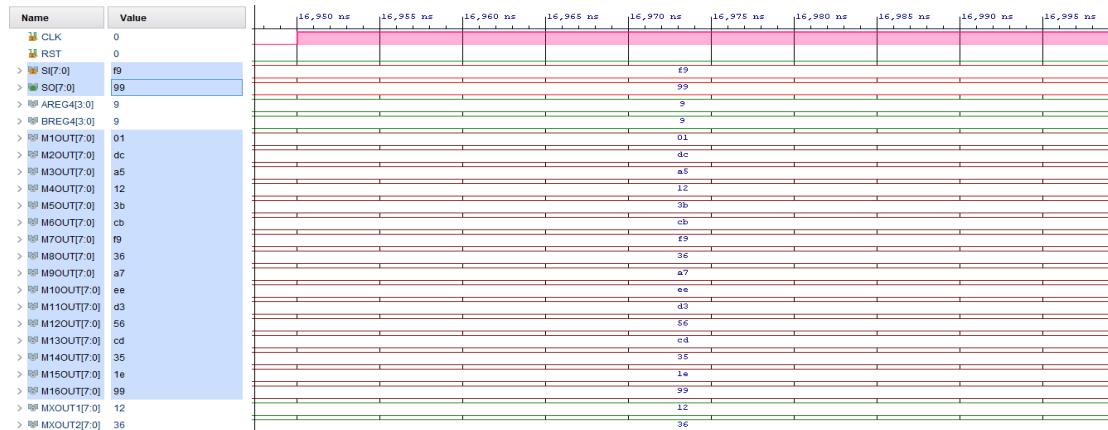 Name Value
16,950 ns 16,955 ns 16,960 ns 16,965 ns 16,970 ns 16,975 ns 16,980 ns 16,985 ns 16,990 ns 16,995 ns
CLK 0
RST 0
SI[7:0] f9 f9
SO[7:0] 99 99
AREG4[3:0] 9 9
BREG4[3:0] 9 9
M1OUT[7:0] 01 01
M2OUT[7:0] dc dc
M3OUT[7:0] a5 a5
M4OUT[7:0] 12 12
M5OUT[7:0] 3b 3b
M6OUT[7:0] cb cb
M7OUT[7:0] f9 f9
M8OUT[7:0] 36 36
M9OUT[7:0] a7 a7
M10OUT[7:0] ee ee
M11OUT[7:0] d3 d3
M12OUT[7:0] 56 56
M13OUT[7:0] cd cd
M14OUT[7:0] 35 35
M15OUT[7:0] 1e 1e
M16OUT[7:0] 99 99
MXOUT1[7:0] 12 12
MXOUT2[7:0] 36 36